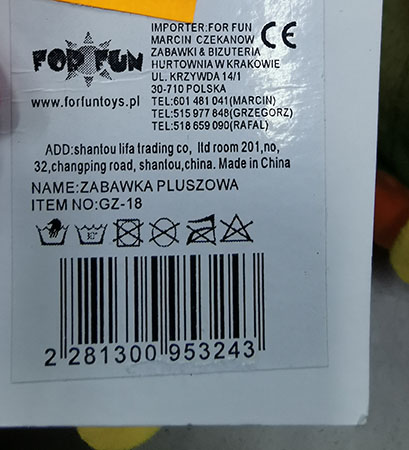 FOR FUN
www.forfuntoys.pl
IMPORTER:FOR FUN
MARCIN CZEKANOW
ZABAWKI & BIZUTERIA
HURTOWNIA W KRAKOWIE
UL. KRZYWDA 14/1
30-710 POLSKA
TEL:601 481 041(MARCIN)
TEL:515 977 848(GRZEGORZ)
TEL:518 659 090(RAFAL)
CE
ADD:shantou lifa trading co, ltd room 201,no,
32,changping road, shantou,china. Made in China
NAME:ZABAWKA PLUSZOWA
ITEM NO:GZ-18
2 281300 953243